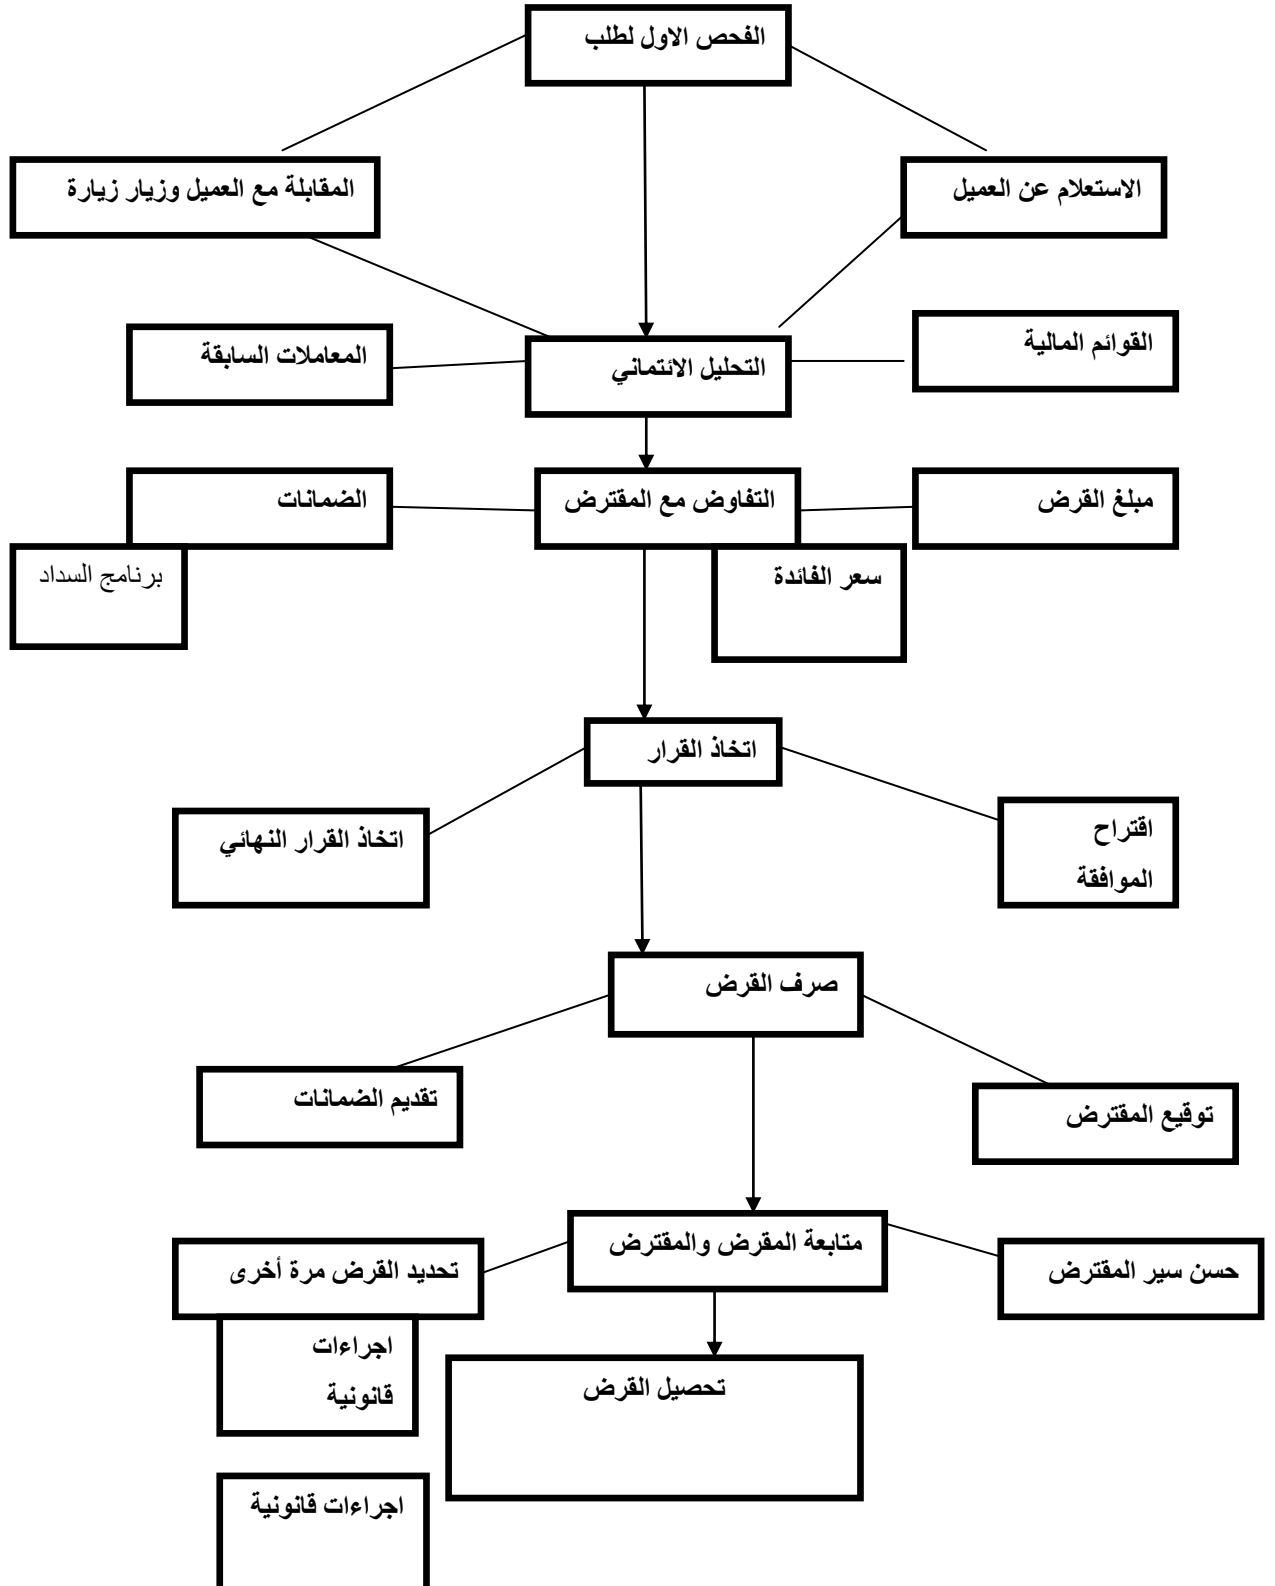 الفحص الاول لطلب
الاستعلام عن العميل
المقابلة مع العميل وزيار زيارة
القوائم المالية
التحليل الائتماني
المعاملات السابقة
مبلغ القرض
التفاوض مع المقترض
الضمانات
سعر الفائدة
برنامج السداد
اتخاذ القرار
اقتراح
الموافقة
اتخاذ القرار النهائي
صرف القرض
توقيع المقترض
تقديم الضمانات
متابعة المقرض والمقترض
حسن سير المقترض
تحديد القرض مرة أخرى
اجراءات
قانونية
تحصيل القرض
اجراءات قانونية